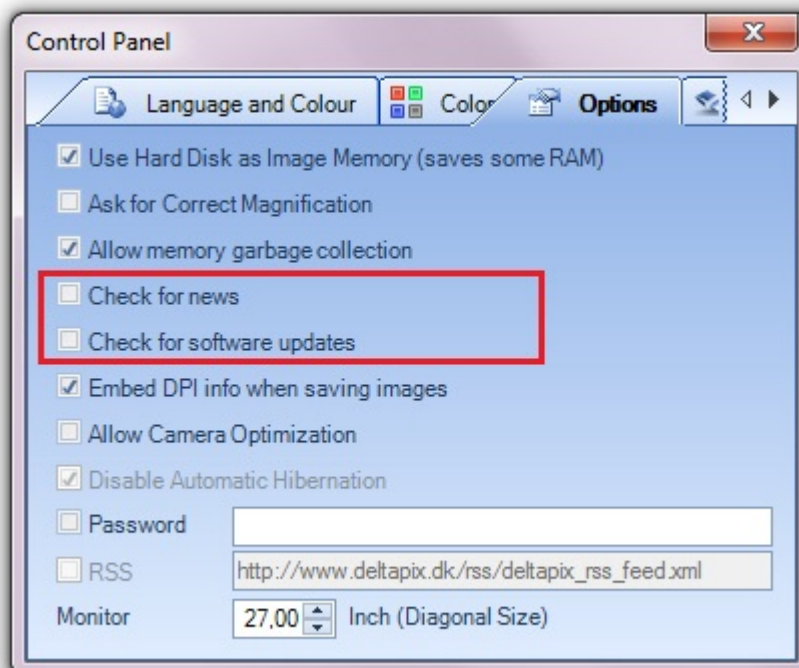 Control Panel
Language and Colour
Options
Use Hard Disk as Image Memory (saves some RAM)
Ask for Correct Magnification
Allow memory garbage collection
Check for news
Check for software updates
Embed DPI info when saving images
Allow Camera Optimization
Disable Automatic Hibernation
Password
RSS http://www.deltapix.dk/rss/deltapix_rss_feed.xml
Monitor 27,00 Inch (Diagonal Size)